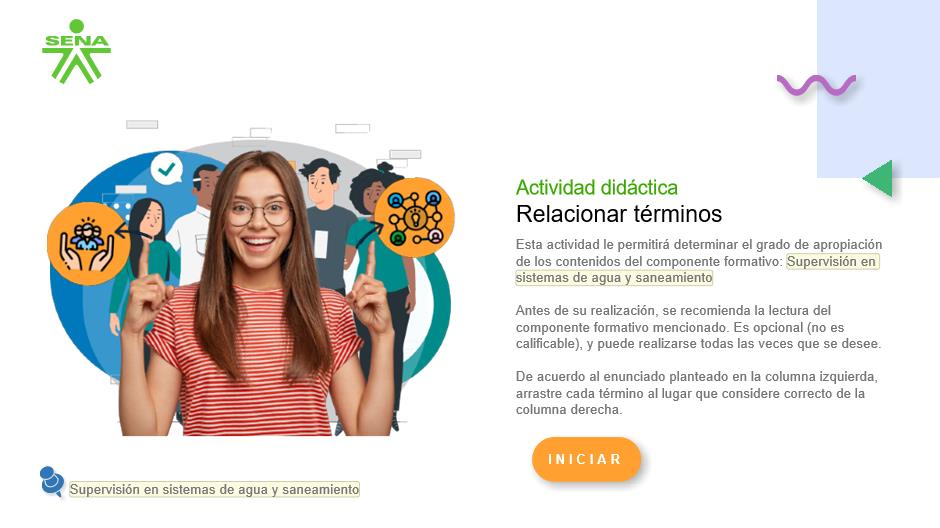 SENA
Actividad didáctica
Relacionar términos
Esta actividad le permitirá determinar el grado de apropiación
de los contenidos del componente formativo: Supervisión en
sistemas de agua y saneamiento
Antes de su realización, se recomienda la lectura del
componente formativo mencionado. Es opcional (no es
calificable), y puede realizarse todas las veces que se desee.
De acuerdo al enunciado planteado en la columna izquierda,
arrastre cada término al lugar que considere correcto de la
columna derecha.
INICIAR
Supervisión en sistemas de agua y saneamiento